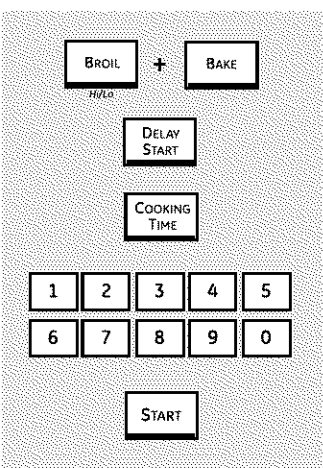 BROIL + BAKE
Hi/Lo
DELAY
START
COOKING
TIME
1 2 3 4 5
6 7 8 9 0
START